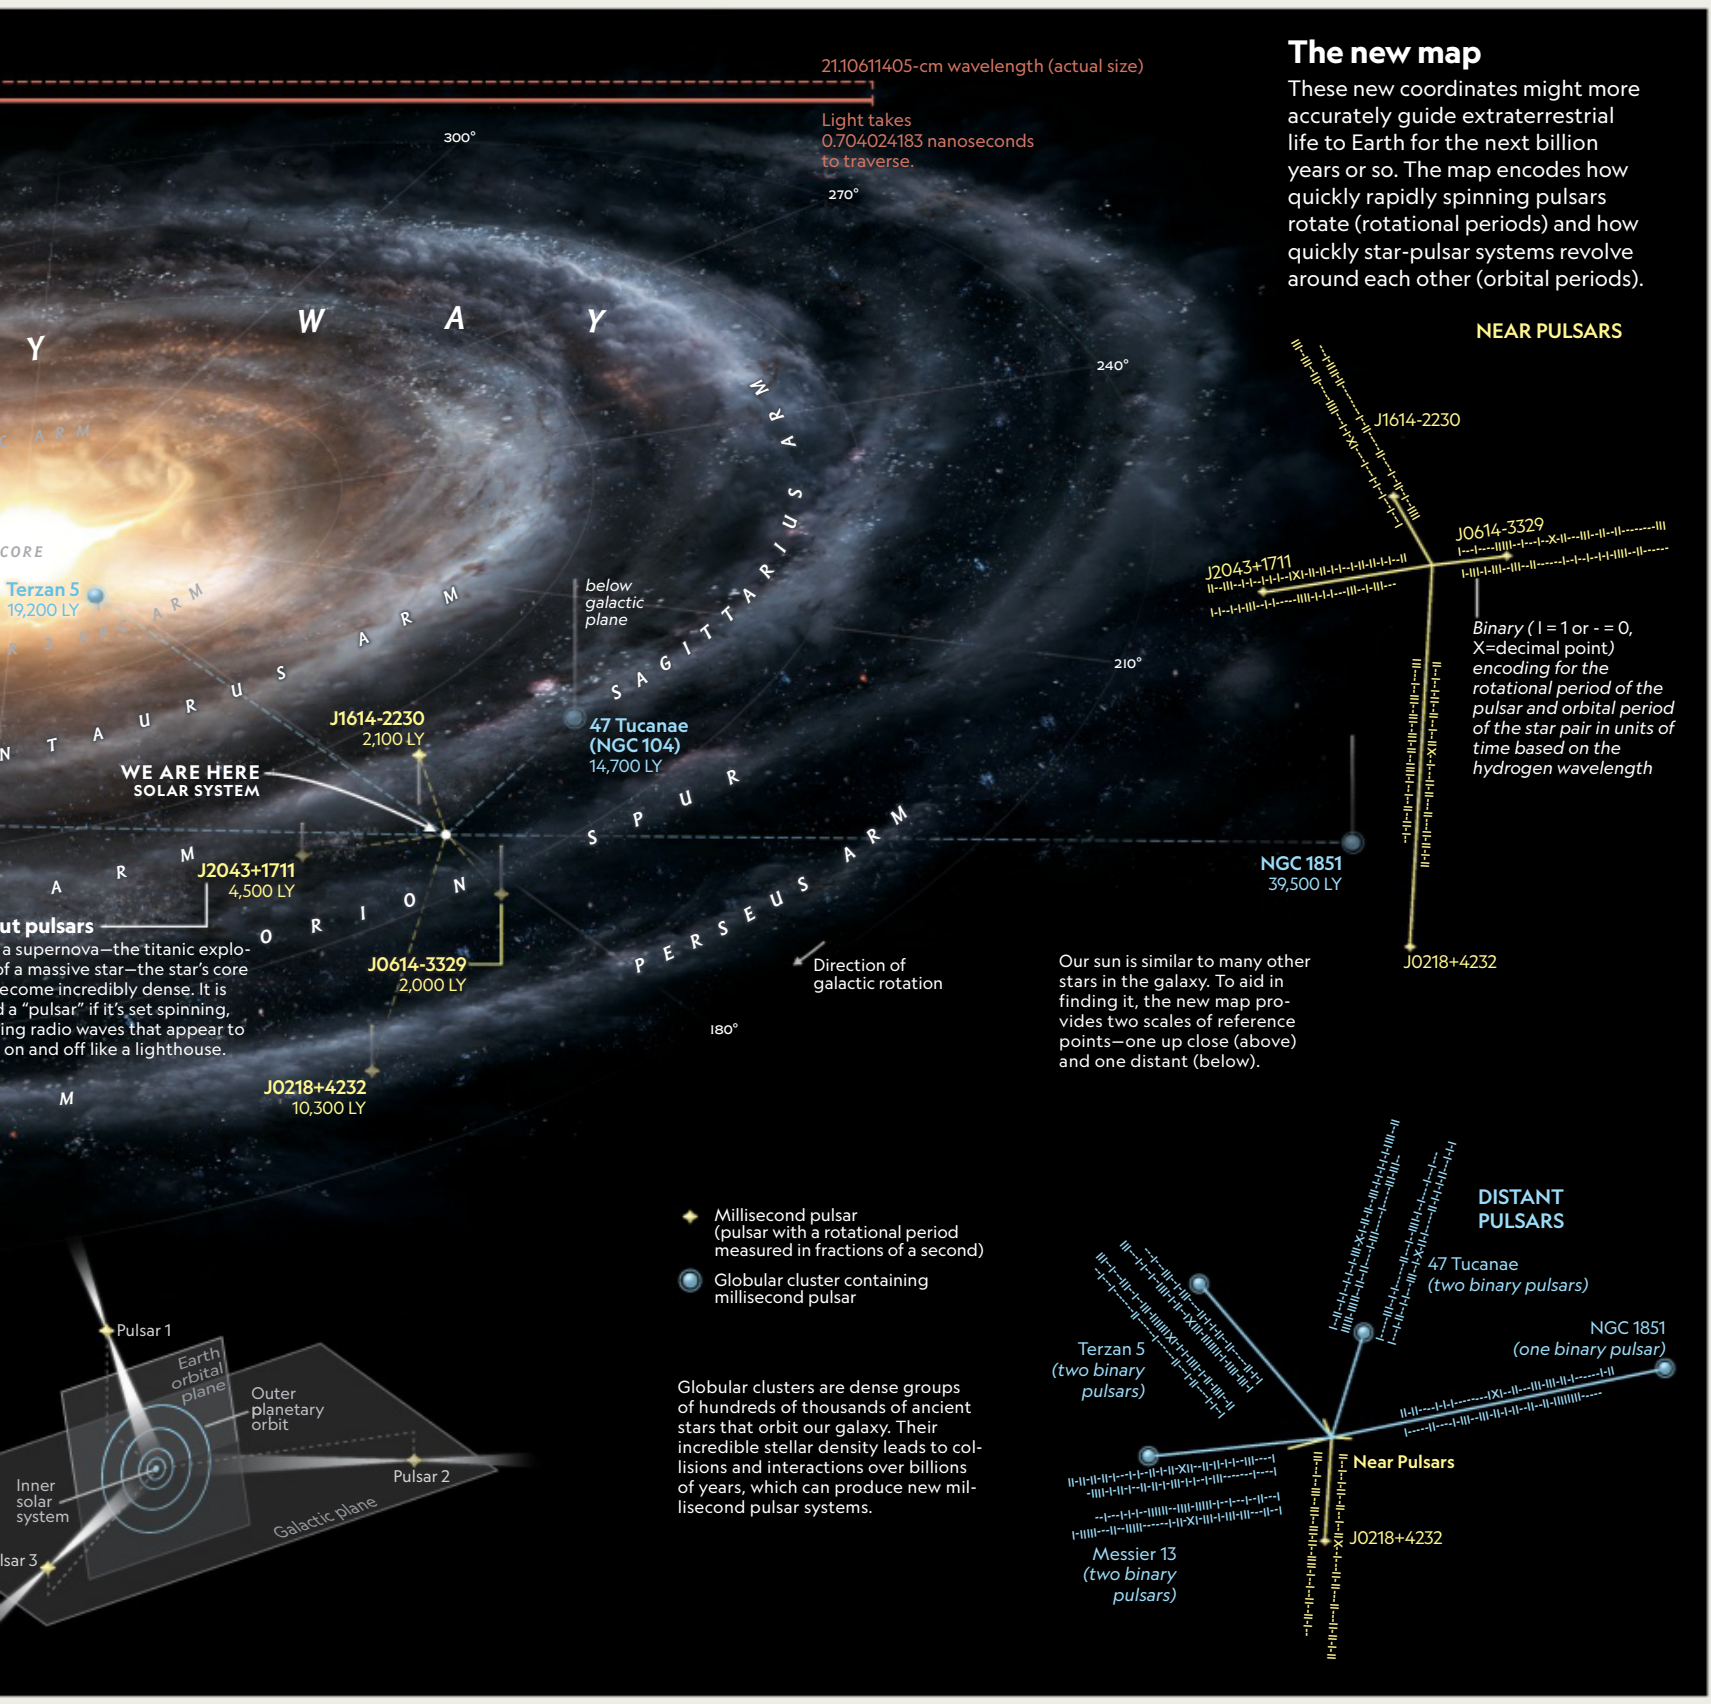 21.10611405-cm wavelength (actual size)
Light takes
0.704024183 nanoseconds
to traverse.
300°
270°
240°
210°
180°
Y W A Y
ARM
CORE
Terzan 5
19,200 LY
ARM
N T A U R U S A R M
SAGITTARIUS ARM
below
galactic
plane
47 Tucanae
(NGC 104)
14,700 LY
J1614-2230
2,100 LY
WE ARE HERE
SOLAR SYSTEM
ARM
J2043+1711
4,500 LY
ORION SPUR
PERSEUS ARM
J0614-3329
2,000 LY
J0218+4232
10,300 LY
M
NGC 1851
39,500 LY
Direction of
galactic rotation
ut pulsars
a supernova—the titanic explo-
of a massive star—the star's core
ecome incredibly dense. It is
d a "pulsar" if it's set spinning,
ing radio waves that appear to
on and off like a lighthouse.
The new map
These new coordinates might more
accurately guide extraterrestrial
life to Earth for the next billion
years or so. The map encodes how
quickly rapidly spinning pulsars
rotate (rotational periods) and how
quickly star-pulsar systems revolve
around each other (orbital periods).
NEAR PULSARS
J1614-2230
J0614-3329
J2043+1711
Binary ( I = 1 or - = 0,
X=decimal point)
encoding for the
rotational period of the
pulsar and orbital period
of the star pair in units of
time based on the
hydrogen wavelength
J0218+4232
Our sun is similar to many other
stars in the galaxy. To aid in
finding it, the new map pro-
vides two scales of reference
points—one up close (above)
and one distant (below).
Millisecond pulsar
(pulsar with a rotational period
measured in fractions of a second)
Globular cluster containing
millisecond pulsar
Globular clusters are dense groups
of hundreds of thousands of ancient
stars that orbit our galaxy. Their
incredible stellar density leads to col-
lisions and interactions over billions
of years, which can produce new mil-
lisecond pulsar systems.
DISTANT
PULSARS
47 Tucanae
(two binary pulsars)
NGC 1851
(one binary pulsar)
Terzan 5
(two binary
pulsars)
Near Pulsars
J0218+4232
Messier 13
(two binary
pulsars)
Pulsar 1
Earth
orbital
plane
Outer
planetary
orbit
Pulsar 2
Inner
solar
system
Galactic plane
lsar 3